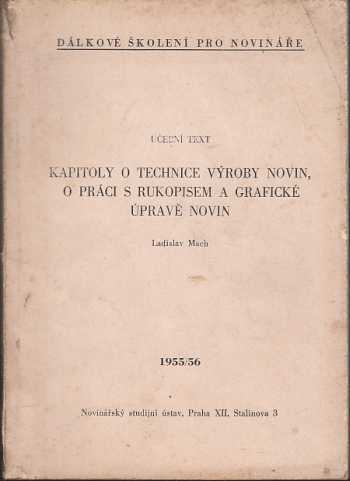 DÁLKOVÉ ŠKOLENÍ PRO NOVINÁŘE
UČEBNÍ TEXT
KAPITOLY O TECHNICE VÝROBY NOVIN,
O PRÁCI S RUKOPISEM A GRAFICKÉ
ÚPRAVĚ NOVIN
Ladislav Mach
1955/56
Novinářský studijní ústav, Praha XII, Stalinova 3